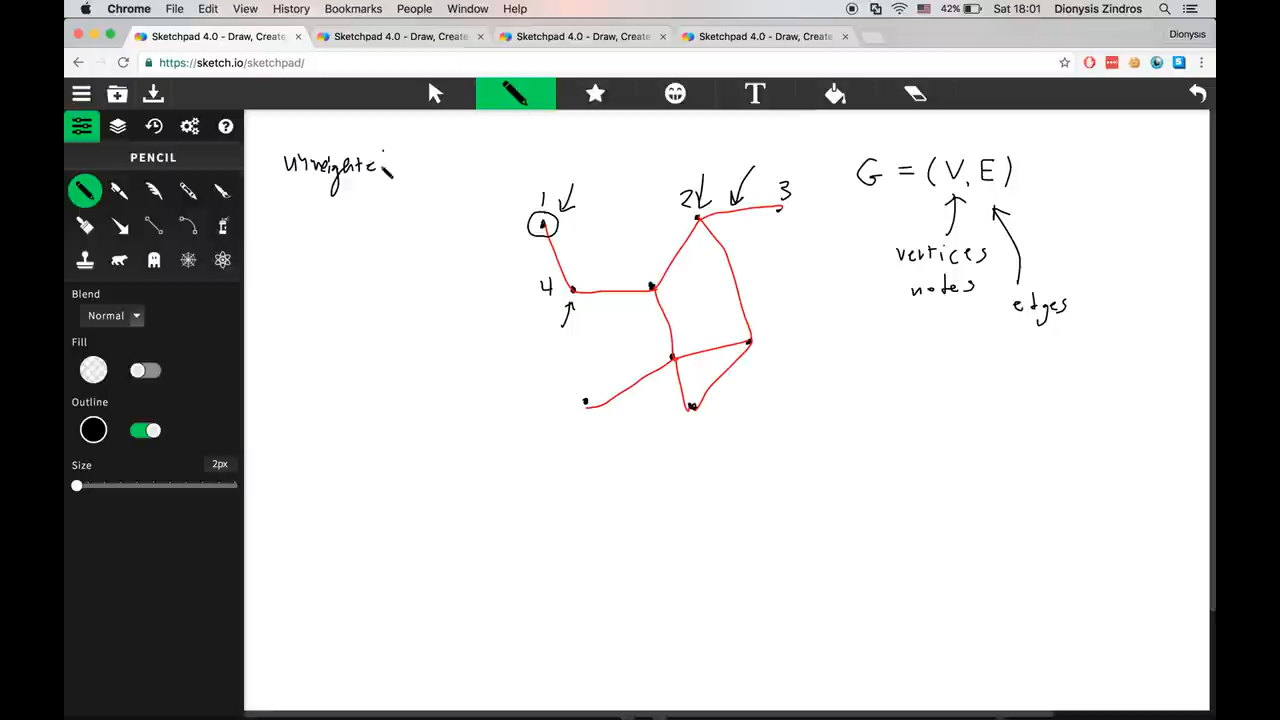 Chrome File Edit View History Bookmarks People Window Help 42% Sat 18:01 Dionysis Zindros
Sketchpad 4.0 - Draw, Create Sketchpad 4.0 - Draw, Create Sketchpad 4.0 - Draw, Create Sketchpad 4.0 - Draw, Create Dionysis
https://sketch.io/sketchpad/
T
PENCIL
Blend
Normal
Fill
Outline
Size 2px
unweighte
1
2
3
4
G = (V, E)
vertices
notes
edges